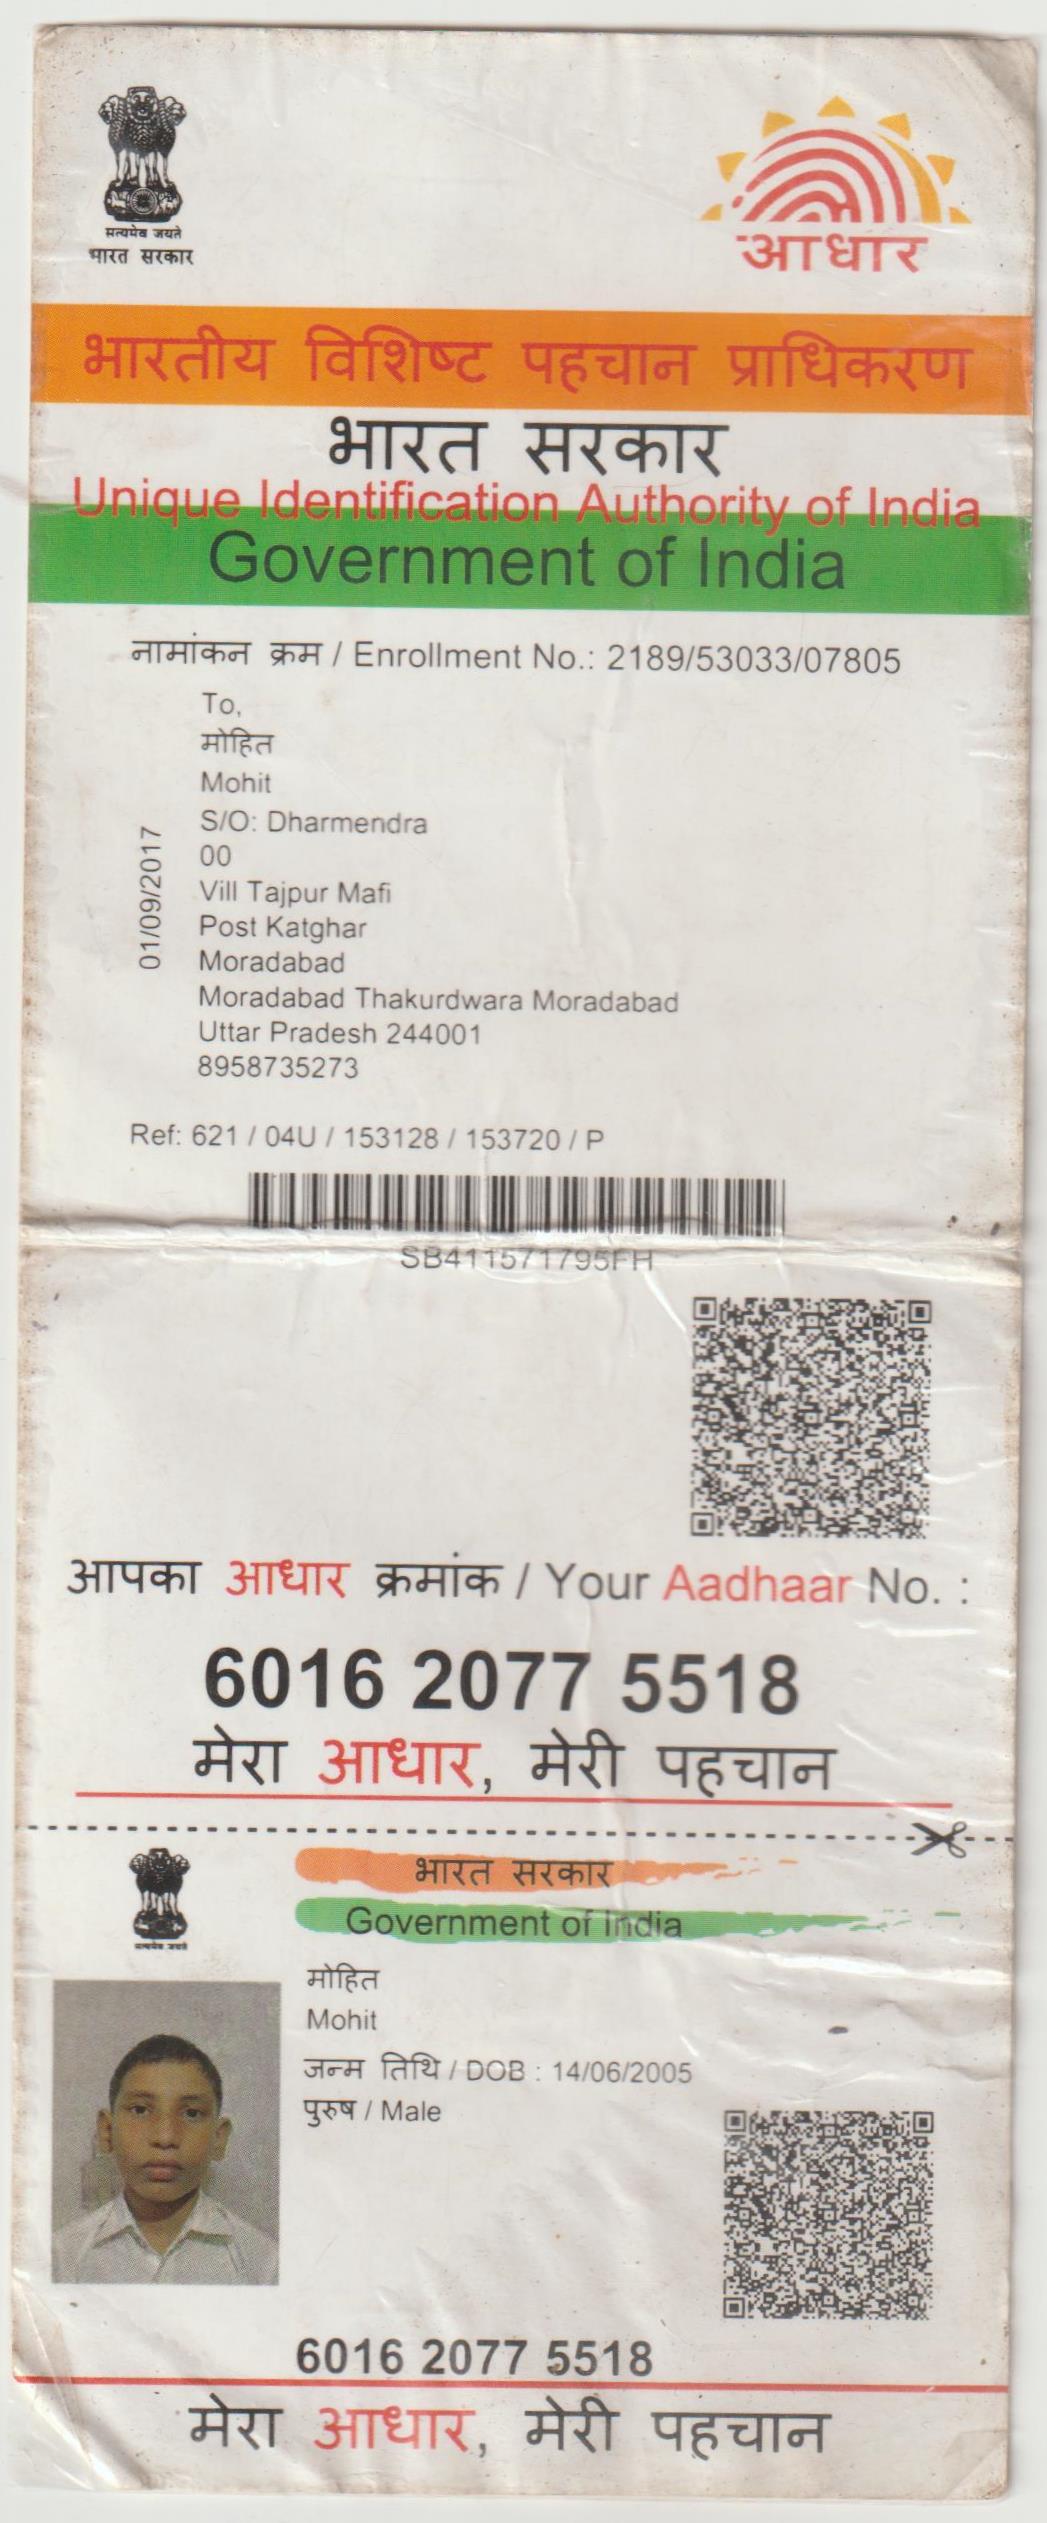 सत्यमेव जयते
भारत सरकार
आधार
भारतीय विशिष्ट पहचान प्राधिकरण
भारत सरकार
Unique Identification Authority of India
Government of India
नामांकन क्रम / Enrollment No.: 2189/53033/07805
To,
मोहित
Mohit
S/O: Dharmendra
00
Vill Tajpur Mafi
Post Katghar
Moradabad
Moradabad Thakurdwara Moradabad
Uttar Pradesh 244001
8958735273
01/09/2017
Ref: 621 / 04U / 153128 / 153720 / P
SB411571795FH
आपका आधार क्रमांक / Your Aadhaar No. :
6016 2077 5518
मेरा आधार, मेरी पहचान
सत्यमेव जयते
भारत सरकार
Government of India
मोहित
Mohit
जन्म तिथि / DOB : 14/06/2005
पुरुष / Male
6016 2077 5518
मेरा आधार, मेरी पहचान